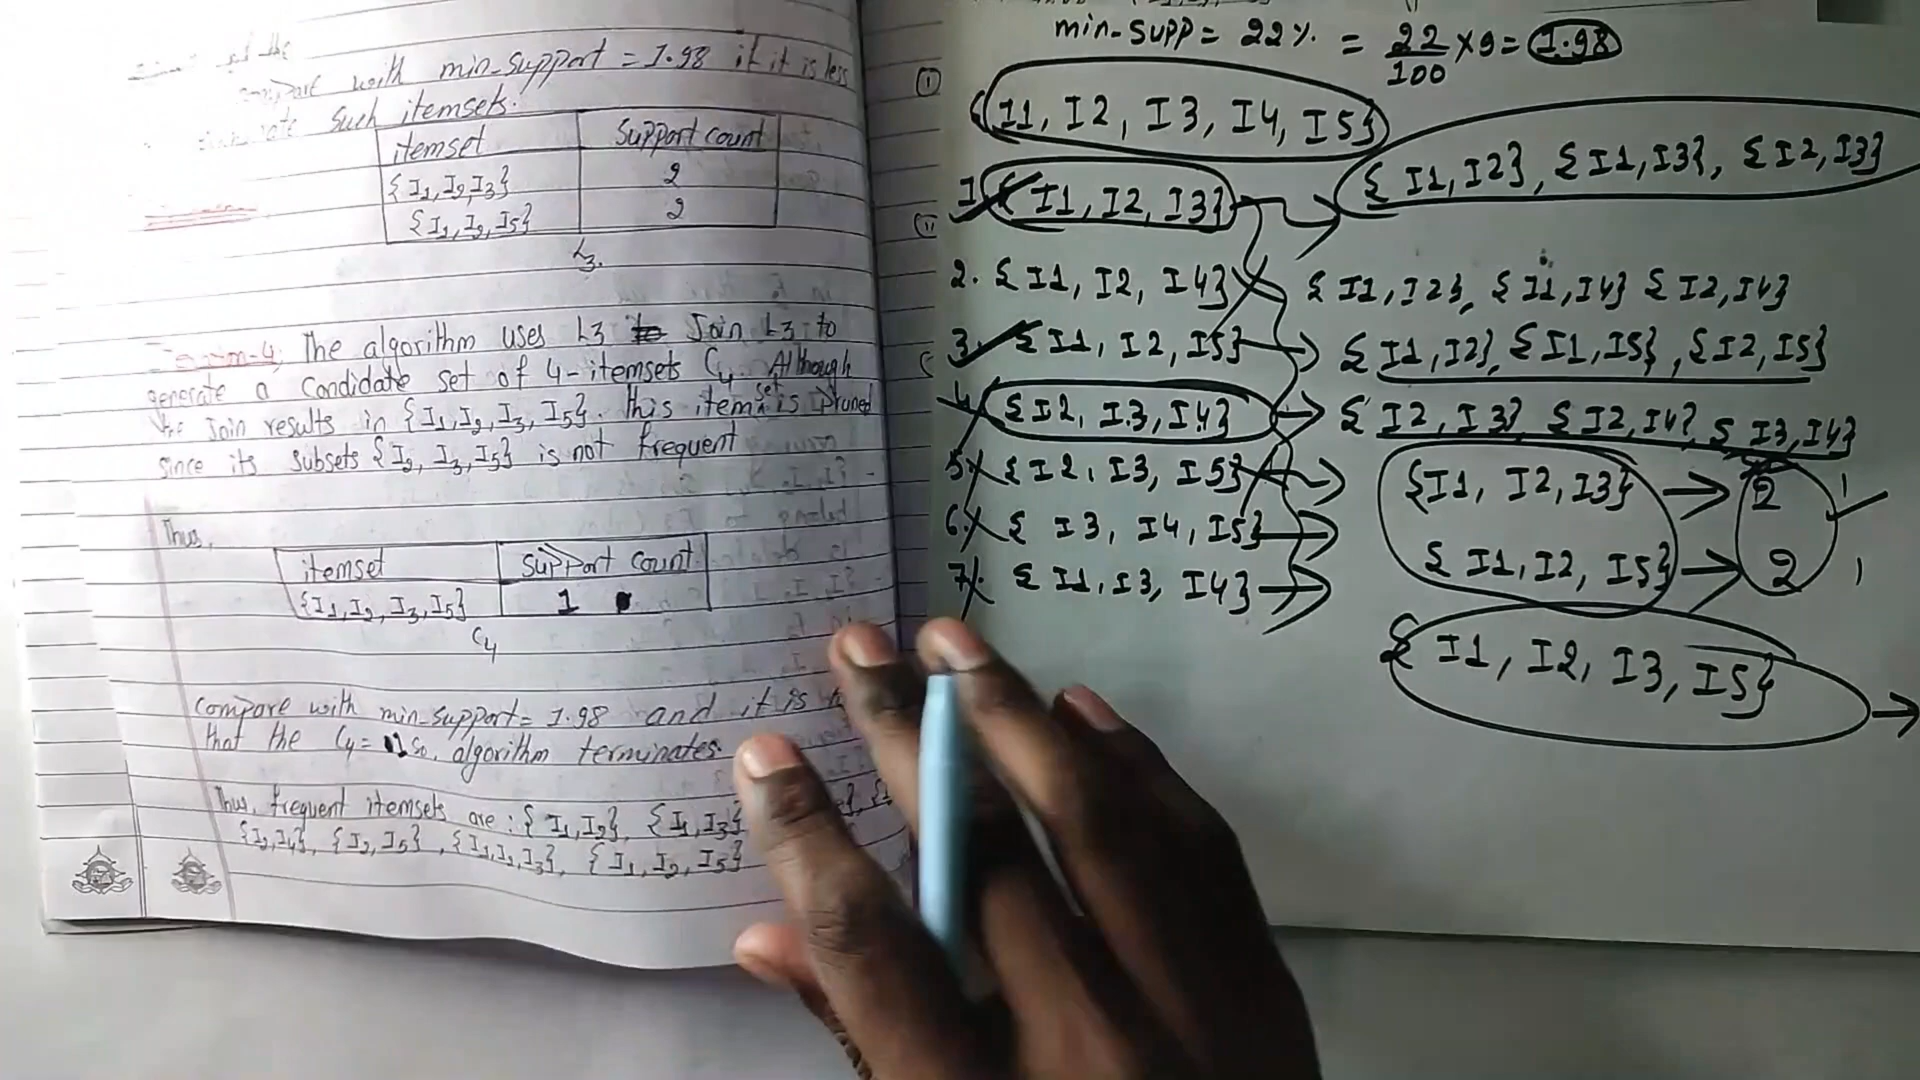 with min-support = 1.98 if it is less
such itemsets.
itemset Support count
{I1, I2, I3} 2
{I1, I2, I5} 2
L3.
The algorithm uses L3 Join L3 to
generate a candidate set of 4-itemsets C4. Although
the Join results in {I1, I2, I3, I5}. this itemset is pruned
since its subsets {I2, I3, I5} is not frequent
Thus,
itemset Support count
{I1, I2, I3, I5} 1
C4
compare with min-support = 1.98 and it is
that the C4 = 1 so, algorithm terminates.
Thus, frequent itemsets are : {I1, I2}, {I1, I3}
{I2, I4}, {I2, I5}, {I1, I2, I3}, {I1, I2, I5}
min-supp = 22%. = 22/100 x 9 = 1.98
{I1, I2, I3, I4, I5}
1 {I1, I2, I3} → {I1, I2}, {I1, I3}, {I2, I3}
2. {I1, I2, I4} {I1, I2}, {I1, I4} {I2, I4}
3. {I1, I2, I5} → {I1, I2}, {I1, I5}, {I2, I5}
4 {I2, I3, I4} → {I2, I3}, {I2, I4}, {I3, I4}
5. {I2, I3, I5} →
6. {I3, I4, I5} →
7. {I1, I3, I4} →
{I1, I2, I3} → 2
{I1, I2, I5} → 2
{I1, I2, I3, I5} →